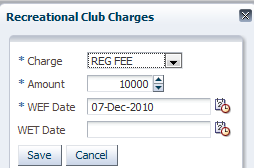 Recreational Club Charges
* Charge REG FEE
* Amount 10000
* WEF Date 07-Dec-2010
WET Date
Save Cancel